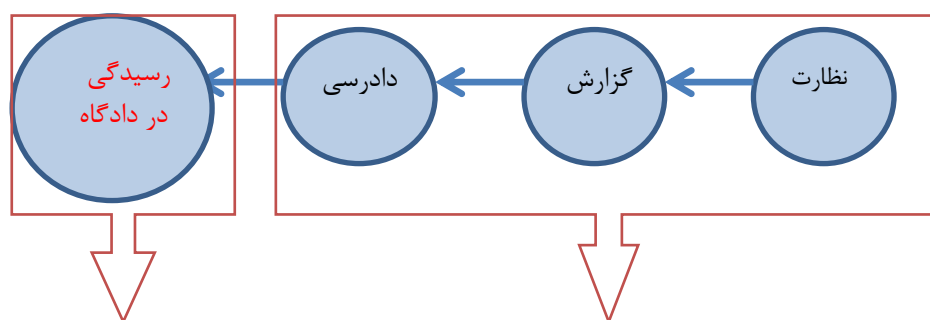 نظارت
گزارش
دادرسی
رسیدگی
در دادگاه